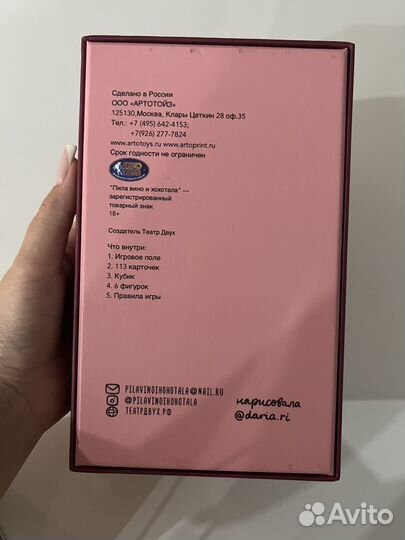 Сделано в России
ООО «АРТОТОЙЗ»
125130,Москва, Клары Цеткин 28 оф.35
Тел.: +7 (495) 642-4153;
+7(926) 277-7824
www.artotoys.ru www.artoprint.ru
Срок годности не ограничен
"Пила вино и хохотала" —
зарегистрированный
товарный знак
18+
Создатель Театр Двух
Что внутри:
1. Игровое поле
2. 113 карточек
3. Кубик
4. 6 фигурок
5. Правила игры
PILAVINOIHOHOTALA@NAIL.RU
@PILAVINOIHOHOTALA
ТЕАТРДВУХ.РФ
нарисовала
@daria.ri
Avito